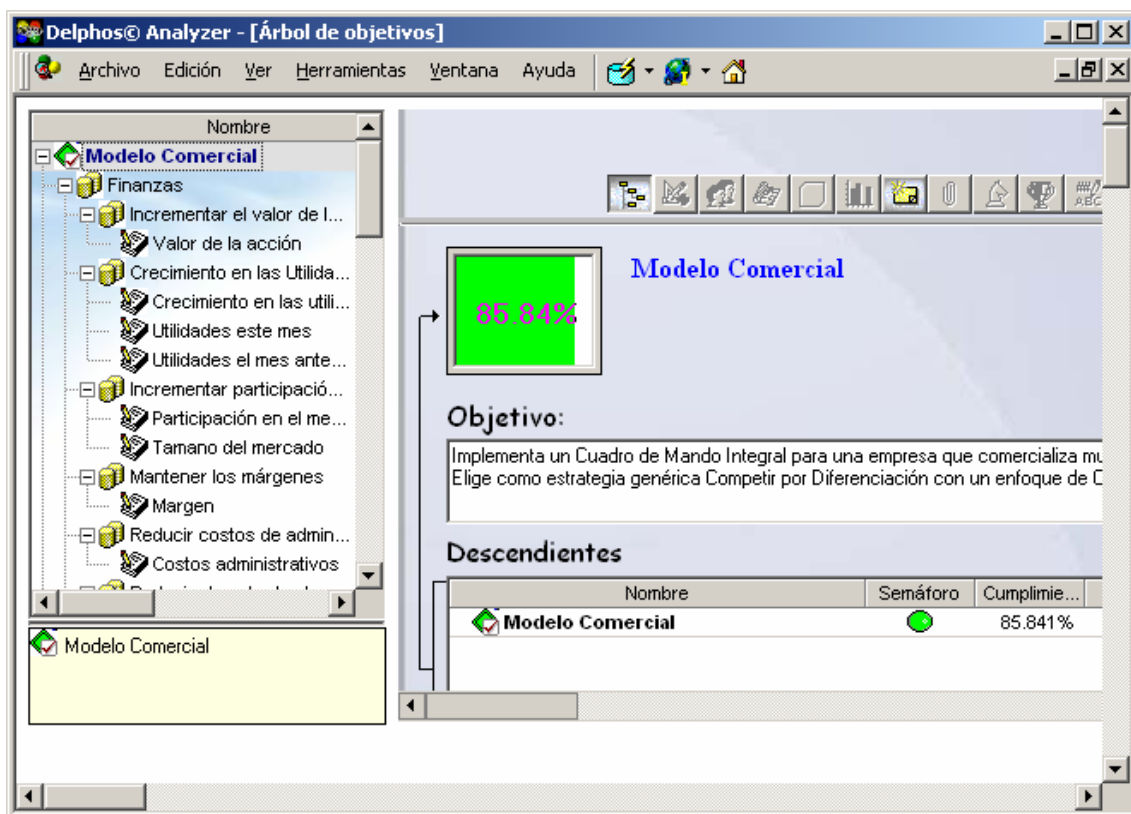 Delphos© Analyzer - [Árbol de objetivos]
Archivo Edición Ver Herramientas Ventana Ayuda
Nombre
Modelo Comercial
Finanzas
Incrementar el valor de l...
Valor de la acción
Crecimiento en las Utilida...
Crecimiento en las utili...
Utilidades este mes
Utilidades el mes ante...
Incrementar participació...
Participación en el me...
Tamano del mercado
Mantener los márgenes
Margen
Reducir costos de admin...
Costos administrativos
Modelo Comercial
ABC
85.84%
Modelo Comercial
Objetivo:
Implementa un Cuadro de Mando Integral para una empresa que comercializa mu
Elige como estrategia genérica Competir por Diferenciación con un enfoque de C
Descendientes
Nombre Semáforo Cumplimie...
Modelo Comercial 85.841%